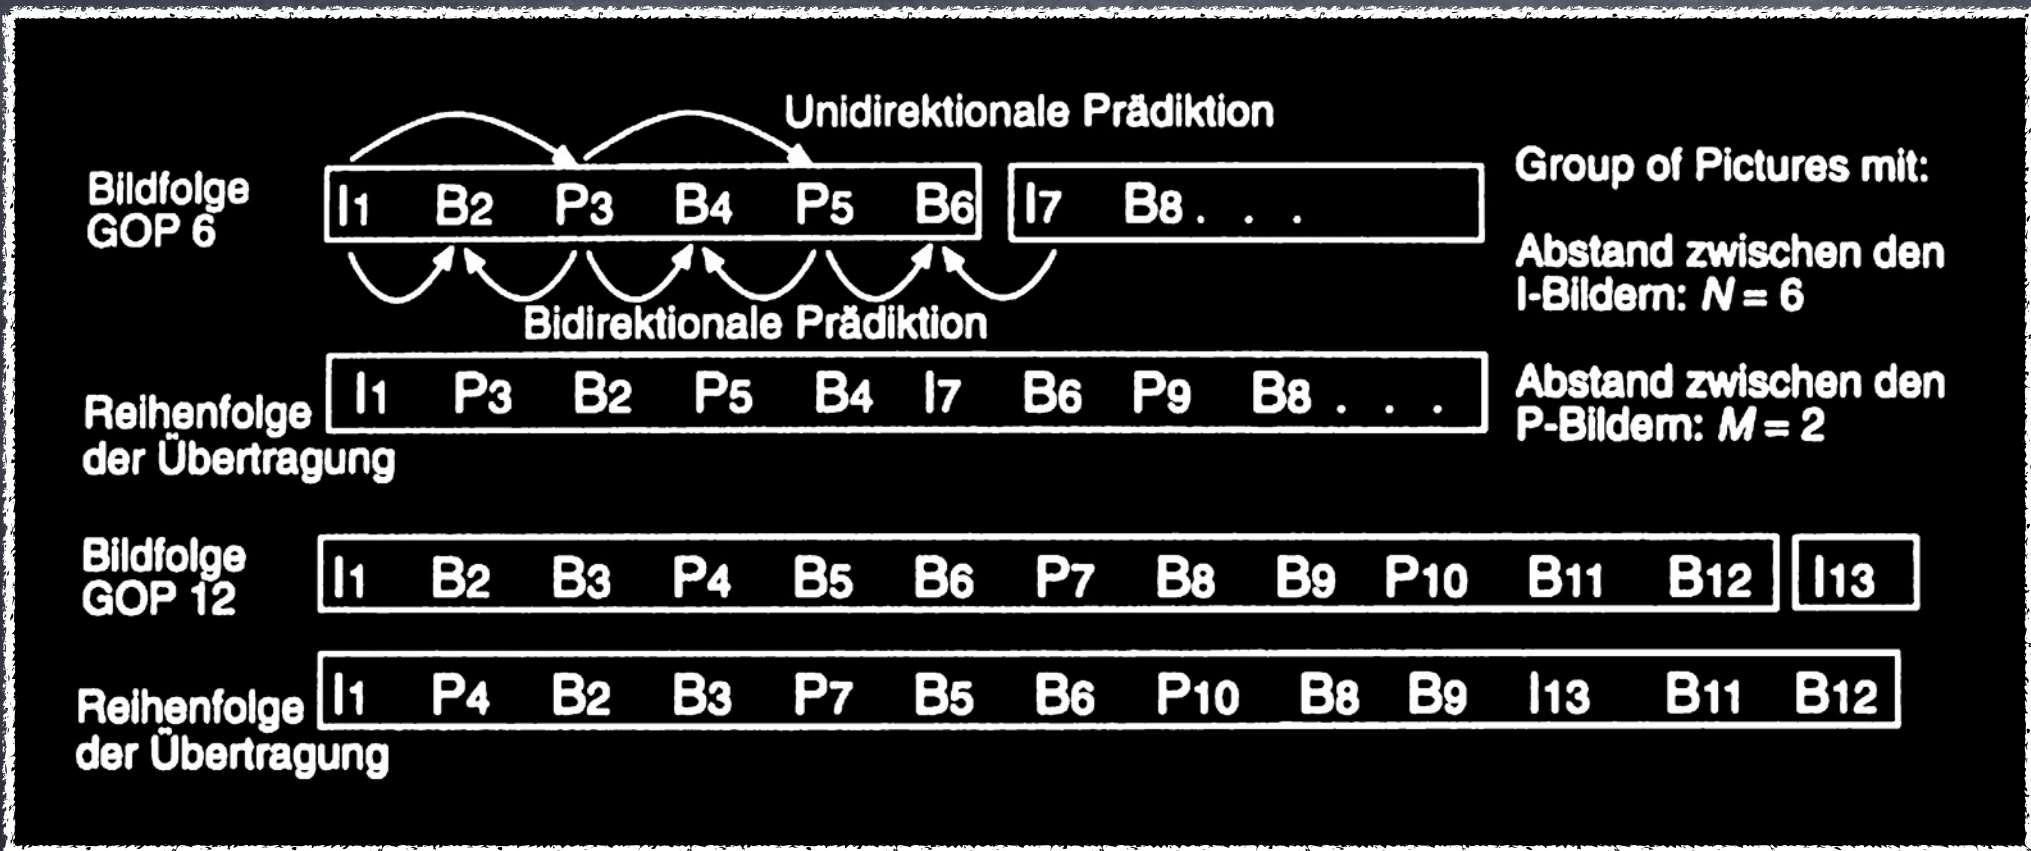 Unidirektionale Prädiktion
Bildfolge
GOP 6
I1 B2 P3 B4 P5 B6 I7 B8 . . .
Bidirektionale Prädiktion
Group of Pictures mit:
Abstand zwischen den
I-Bildern: N = 6
Abstand zwischen den
P-Bildern: M = 2
Reihenfolge
der Übertragung
I1 P3 B2 P5 B4 I7 B6 P9 B8 . . .
Bildfolge
GOP 12
I1 B2 B3 P4 B5 B6 P7 B8 B9 P10 B11 B12 I13
Reihenfolge
der Übertragung
I1 P4 B2 B3 P7 B5 B6 P10 B8 B9 I13 B11 B12